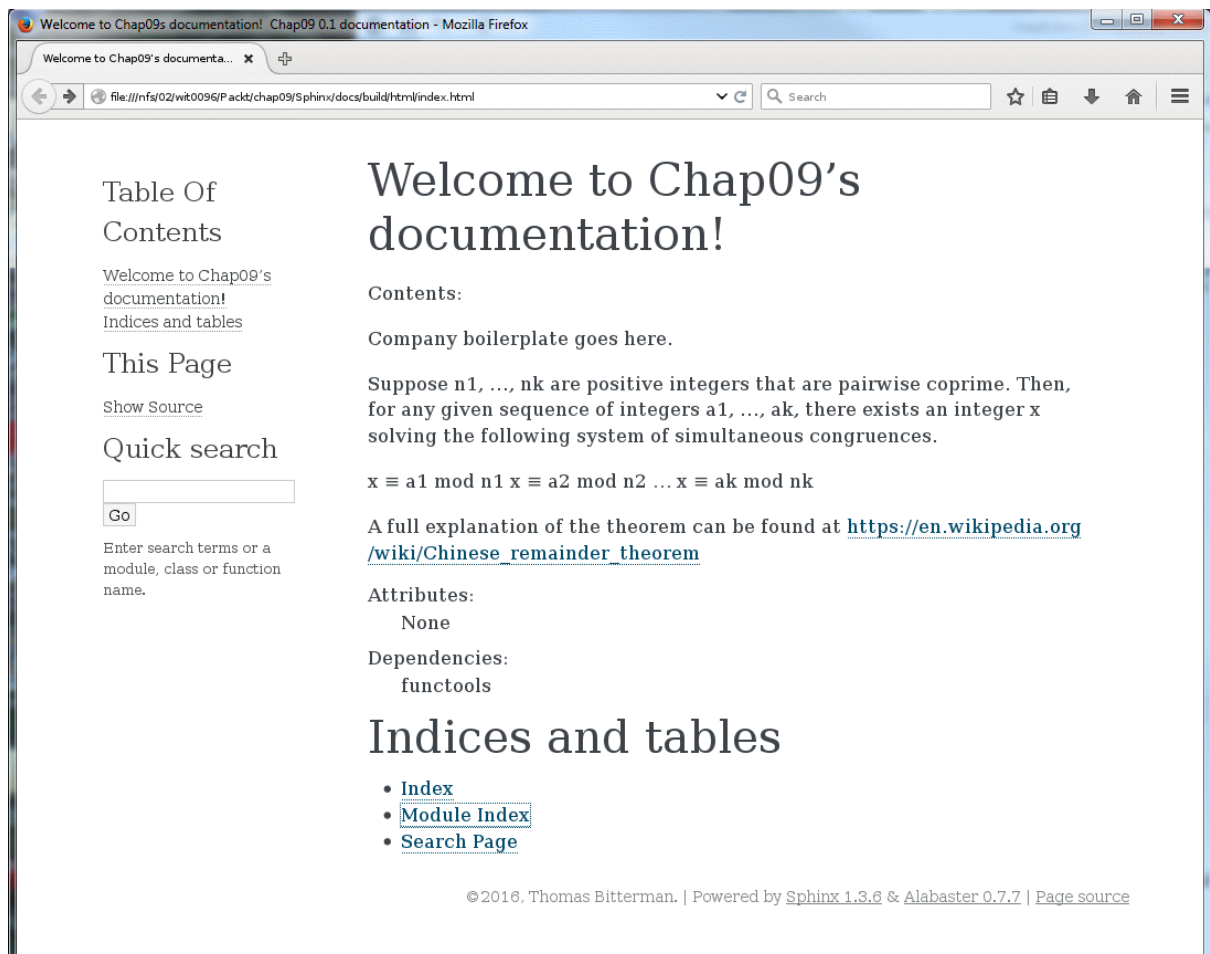 Welcome to Chap09s documentation! Chap09 0.1 documentation - Mozilla Firefox
Welcome to Chap09's documenta...
file:///nfs/02/wit0096/Packt/chap09/Sphinx/docs/build/html/index.html
Search
Table Of
Contents
Welcome to Chap09’s
documentation!
Indices and tables
This Page
Show Source
Quick search
Go
Enter search terms or a
module, class or function
name.
Welcome to Chap09’s
documentation!
Contents:
Company boilerplate goes here.
Suppose n1, ..., nk are positive integers that are pairwise coprime. Then,
for any given sequence of integers a1, ..., ak, there exists an integer x
solving the following system of simultaneous congruences.
x ≡ a1 mod n1 x ≡ a2 mod n2 ... x ≡ ak mod nk
A full explanation of the theorem can be found at https://en.wikipedia.org
/wiki/Chinese_remainder_theorem
Attributes:
None
Dependencies:
functools
Indices and tables
• Index
• Module Index
• Search Page
©2016, Thomas Bitterman. | Powered by Sphinx 1.3.6 & Alabaster 0.7.7 | Page source